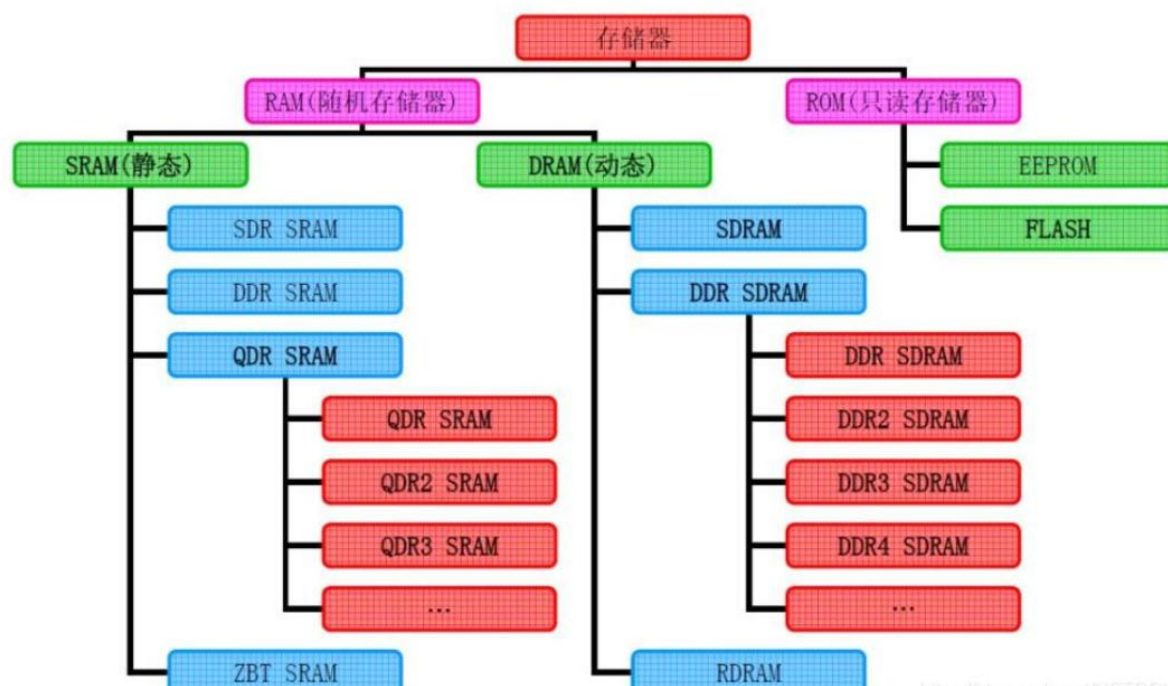 存储器
RAM(随机存储器)
ROM(只读存储器)
SRAM(静态)
DRAM(动态)
EEPROM
FLASH
SDR SRAM
DDR SRAM
QDR SRAM
QDR SRAM
QDR2 SRAM
QDR3 SRAM
...
ZBT SRAM
SDRAM
DDR SDRAM
DDR SDRAM
DDR2 SDRAM
DDR3 SDRAM
DDR4 SDRAM
...
RDRAM